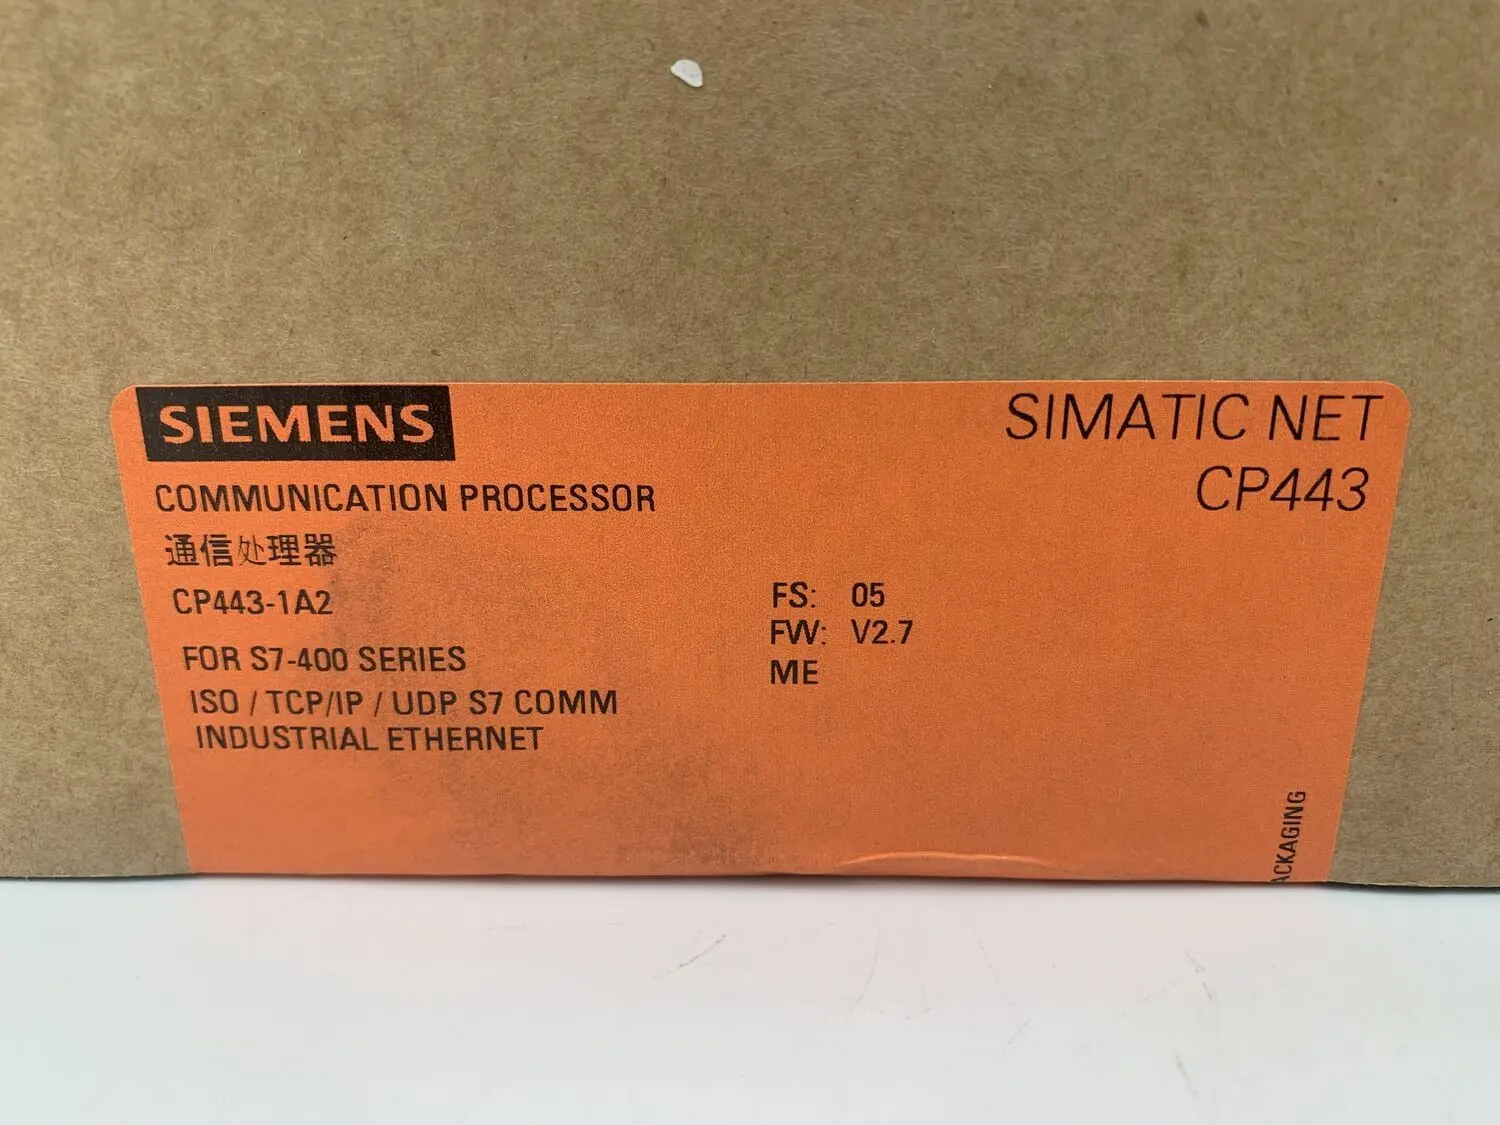 SIEMENS
SIMATIC NET
CP443
COMMUNICATION PROCESSOR
通信处理器
CP443-1A2
FOR S7-400 SERIES
ISO / TCP/IP / UDP S7 COMM
INDUSTRIAL ETHERNET
FS: 05
FW: V2.7
ME
ACKAGING